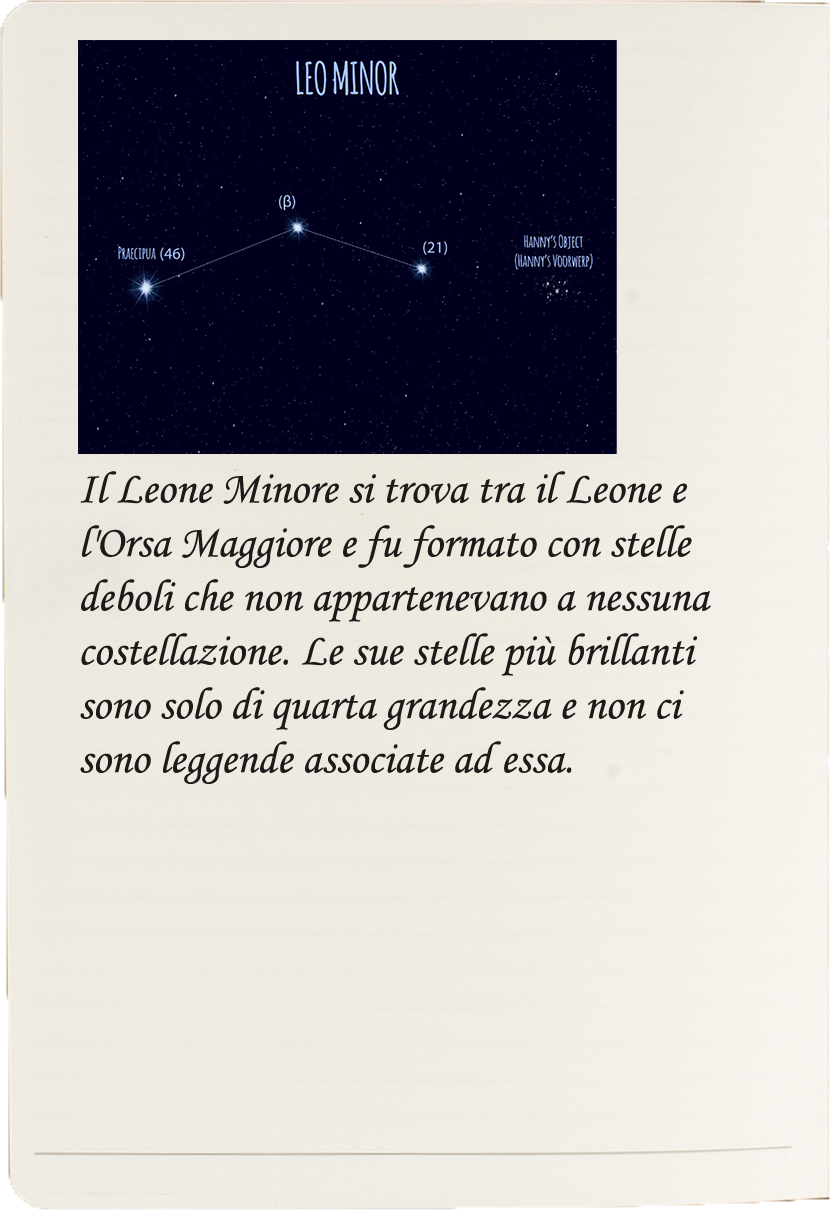 LEO MINOR
(β)
(21)
PRAECIPUA (46)
HANNY'S OBJECT
(HANNY'S VOORWERP)
Il Leone Minore si trova tra il Leone e
l'Orsa Maggiore e fu formato con stelle
deboli che non appartenevano a nessuna
costellazione. Le sue stelle più brillanti
sono solo di quarta grandezza e non ci
sono leggende associate ad essa.